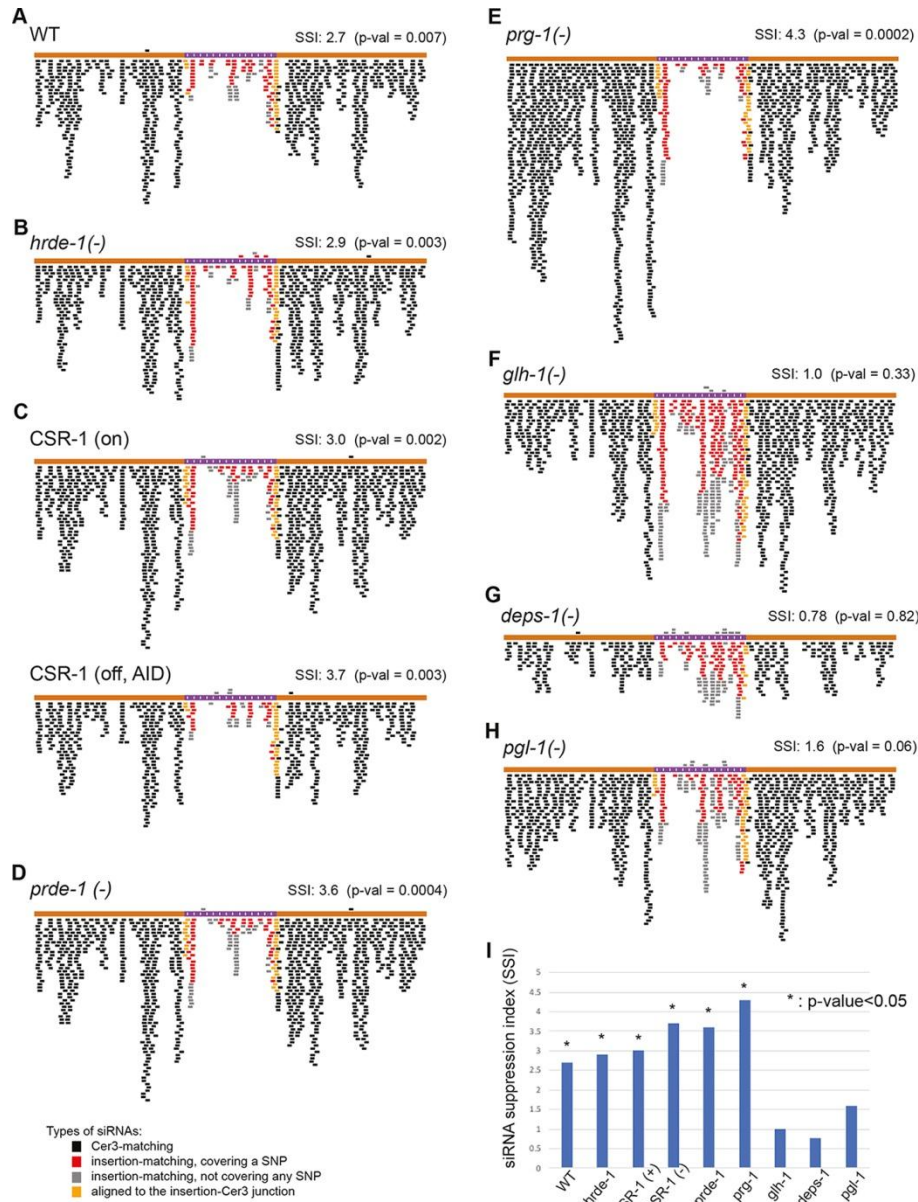 A
WT
SSI: 2.7 (p-val = 0.007)
B
hrde-1(-)
SSI: 2.9 (p-val = 0.003)
C
CSR-1 (on)
SSI: 3.0 (p-val = 0.002)
CSR-1 (off, AID)
SSI: 3.7 (p-val = 0.003)
D
prde-1 (-)
SSI: 3.6 (p-val = 0.0004)
Types of siRNAs:
Cer3-matching
insertion-matching, covering a SNP
insertion-matching, not covering any SNP
aligned to the insertion-Cer3 junction
E
prg-1(-)
SSI: 4.3 (p-val = 0.0002)
F
glh-1(-)
SSI: 1.0 (p-val = 0.33)
G
deps-1(-)
SSI: 0.78 (p-val = 0.82)
H
pgl-1(-)
SSI: 1.6 (p-val = 0.06)
I
siRNA suppression index (SSI)
5
4.5
4
3.5
3
2.5
2
1.5
1
0.5
0
* : p-value<0.05
* * * * * *
WT
hrde-1
SR-1 (+)
SR-1 (-)
prde-1
prg-1
glh-1
deps-1
pgl-1